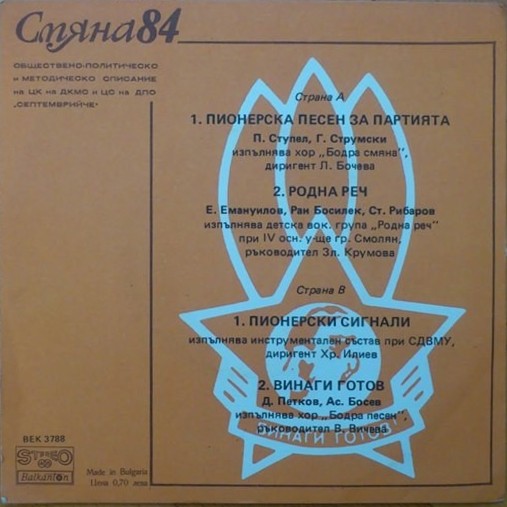 Смяна 84
ОБЩЕСТВЕНО-ПОЛИТИЧЕСКО
и МЕТОДИЧЕСКО СПИСАНИЕ
на ЦК на ДКМС и ЦС на ДПО
„СЕПТЕМВРИЙЧЕ"
Страна А
1. ПИОНЕРСКА ПЕСЕН ЗА ПАРТИЯТА
П. Ступел, Г. Струмски
изпълнява хор „Бодра смяна",
диригент Л. Бочева
2. РОДНА РЕЧ
Е. Емануилов, Ран Босилек, Ст. Рибаров
изпълнява детска вок. група „Родна реч"
при IV осн. у-ще гр. Смолян,
ръководител Зл. Крумова
Страна В
1. ПИОНЕРСКИ СИГНАЛИ
изпълнява инструментален състав при СДВМУ,
диригент Хр. Илиев
2. ВИНАГИ ГОТОВ
Д. Петков, Ас. Босев
изпълнява хор „Бодра песен",
ръководител В. Вичева
ВИНАГИ ГОТОВ
ВЕК 3788
STEREO
Balkanton
Made in Bulgaria
Цена 0,70 лева